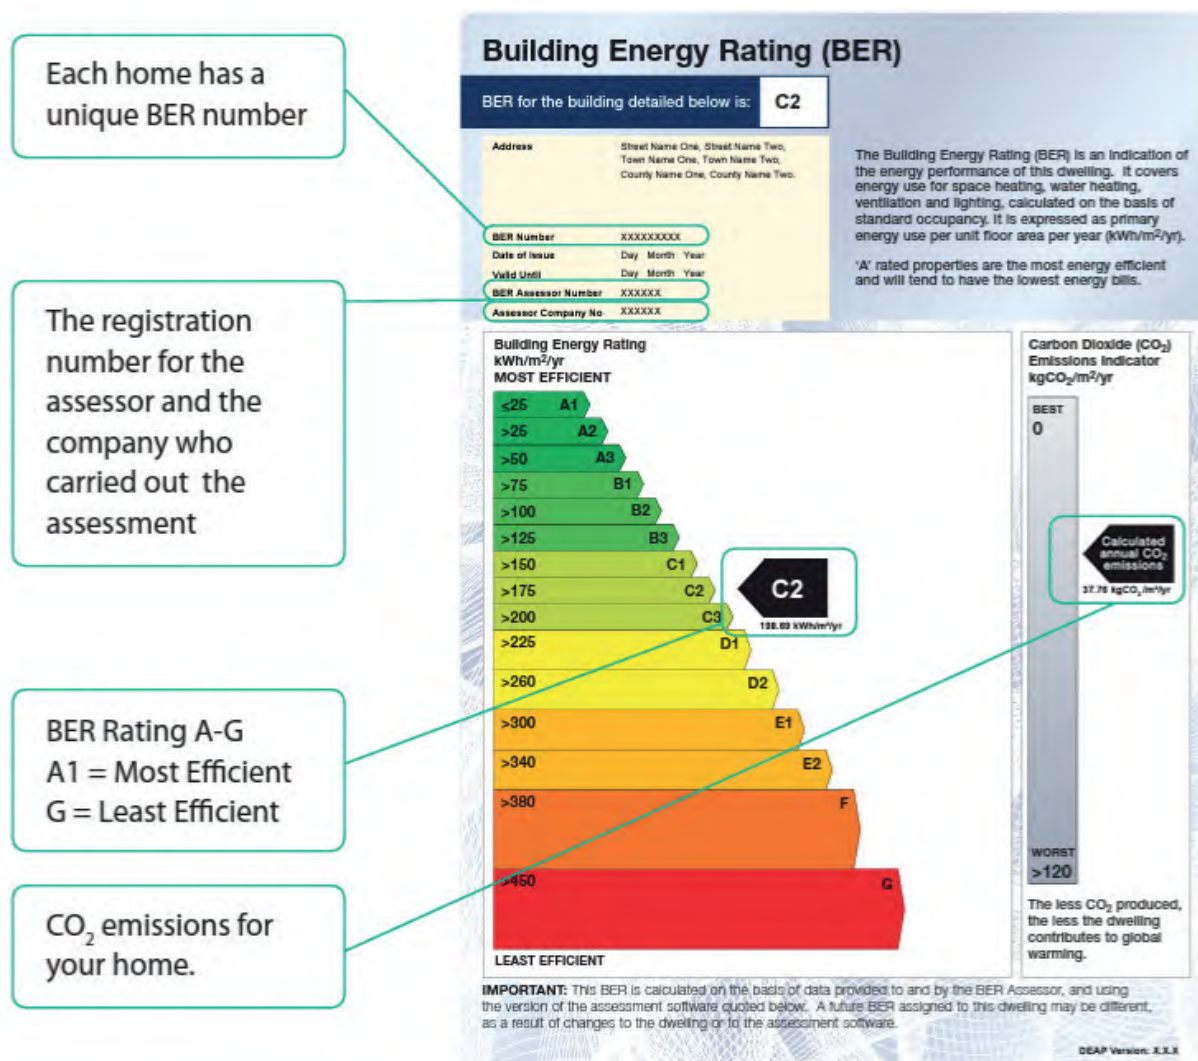 Each home has a
unique BER number
The registration
number for the
assessor and the
company who
carried out the
assessment
BER Rating A-G
A1 = Most Efficient
G = Least Efficient
CO₂ emissions for
your home.
Building Energy Rating (BER)
BER for the building detailed below is: C2
Address Street Name One, Street Name Two,
Town Name One, Town Name Two,
County Name One, County Name Two.
BER Number XXXXXXXXX
Date of Issue Day Month Year
Valid Until Day Month Year
BER Assessor Number XXXXXX
Assessor Company No XXXXXX
The Building Energy Rating (BER) is an indication of
the energy performance of this dwelling. It covers
energy use for space heating, water heating,
ventilation and lighting, calculated on the basis of
standard occupancy. It is expressed as primary
energy use per unit floor area per year (kWh/m²/yr).
'A' rated properties are the most energy efficient
and will tend to have the lowest energy bills.
Building Energy Rating
kWh/m²/yr
MOST EFFICIENT
≤25 A1
>25 A2
>50 A3
>75 B1
>100 B2
>125 B3
>150 C1
>175 C2
>200 C3
>225 D1
>260 D2
>300 E1
>340 E2
>380 F
>450 G
LEAST EFFICIENT
C2
198.69 kWh/m²/yr
Carbon Dioxide (CO₂)
Emissions Indicator
kgCO₂/m²/yr
BEST
0
Calculated
annual CO₂
emissions
37.76 kgCO₂/m²/yr
WORST
>120
The less CO₂ produced,
the less the dwelling
contributes to global
warming.
IMPORTANT: This BER is calculated on the basis of data provided to and by the BER Assessor, and using
the version of the assessment software quoted below. A future BER assigned to this dwelling may be different,
as a result of changes to the dwelling or to the assessment software.
DEAP Version: X.X.X